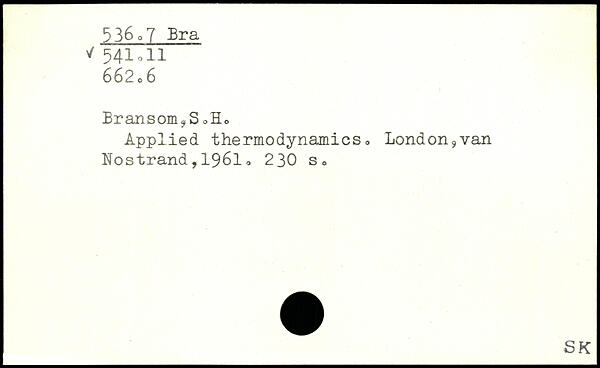 536.7 Bra
✓ 541.11
662.6
Bransom,S.H.
Applied thermodynamics. London,van
Nostrand,1961. 230 s.
SK